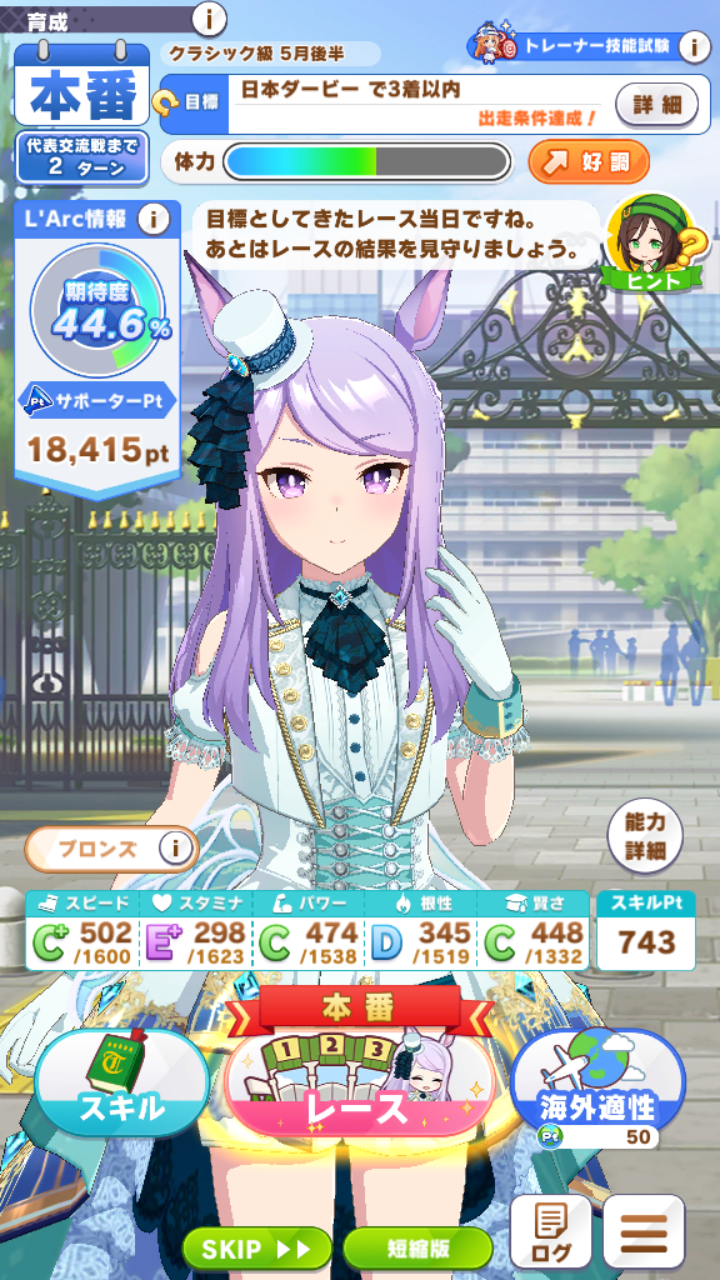 育成
i
クラシック級 5月後半
トレーナー技能試験
i
本番
目標
日本ダービー で3着以内
出走条件達成！
詳細
代表交流戦まで
2 ターン
体力
好調
L'Arc情報
i
目標としてきたレース当日ですね。
あとはレースの結果を見守りましょう。
ヒント
期待度
44.6%
Pt
サポーターPt
18,415pt
ブロンズ
i
能力
詳細
スピード
スタミナ
パワー
根性
賢さ
スキルPt
C+ 502
/1600
E+ 298
/1623
C 474
/1538
D 345
/1519
C 448
/1332
743
本番
1 2 3
スキル
レース
海外適性
Pt
50
SKIP
短縮版
ログ